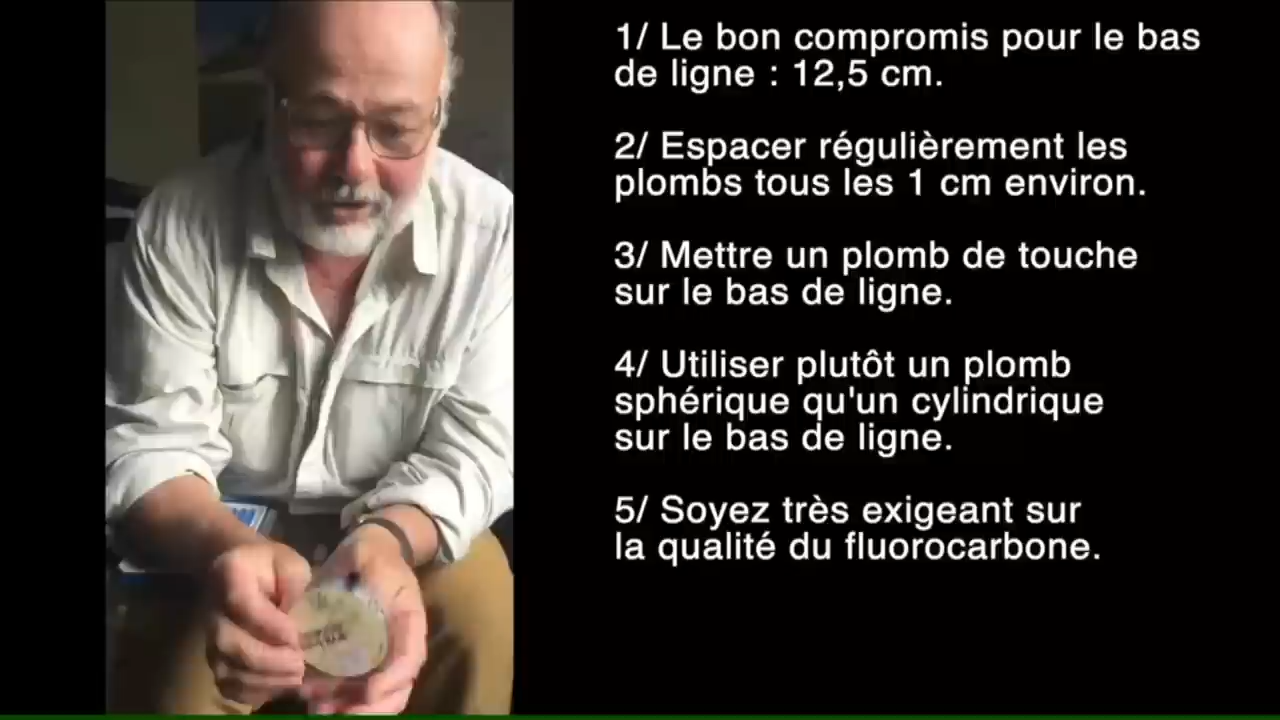 1/ Le bon compromis pour le bas
de ligne : 12,5 cm.
2/ Espacer régulièrement les
plombs tous les 1 cm environ.
3/ Mettre un plomb de touche
sur le bas de ligne.
4/ Utiliser plutôt un plomb
sphérique qu'un cylindrique
sur le bas de ligne.
5/ Soyez très exigeant sur
la qualité du fluorocarbone.